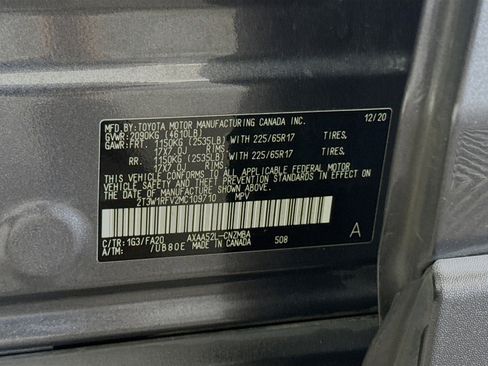 MFD.BY:TOYOTA MOTOR MANUFACTURING CANADA INC. 12/20
GVWR:2090KG (4610LB)
GAWR:FRT. 1150KG (2535LB) WITH 225/65R17 TIRES,
17X7.0J RIMS
RR. 1150KG (2535LB) WITH 225/65R17 TIRES,
17X7.0J RIMS
THIS VEHICLE CONFORMS TO ALL APPLICABLE FEDERAL MOTOR
VEHICLE SAFETY AND THEFT PREVENTION STANDARDS IN EFFECT
ON THE DATE OF MANUFACTURE SHOWN ABOVE.
2T3W1RFV2MC109710 MPV
C/TR:1G3/FA20 AXAA52L-CNZMBA 508
A/TM: /UB80E MADE IN CANADA
A